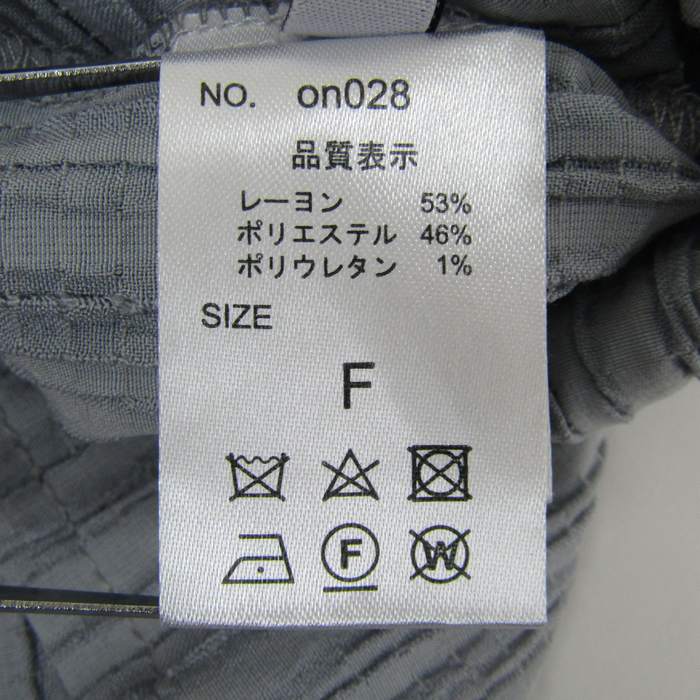 NO. on028
品質表示
レーヨン 53%
ポリエステル 46%
ポリウレタン 1%
SIZE
F
F W